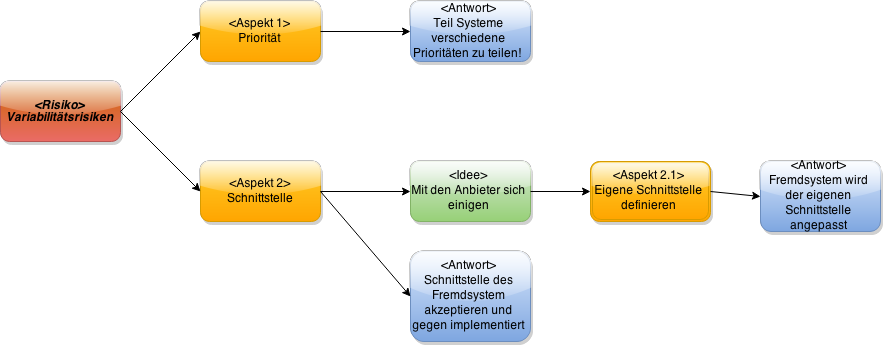 <Risiko>
Variabilitätsrisiken
<Aspekt 1>
Priorität
<Antwort>
Teil Systeme
verschiedene
Prioritäten zu teilen!
<Aspekt 2>
Schnittstelle
<Idee>
Mit den Anbieter sich
einigen
<Aspekt 2.1>
Eigene Schnittstelle
definieren
<Antwort>
Fremdsystem wird
der eigenen
Schnittstelle
angepasst
<Antwort>
Schnittstelle des
Fremdsystem
akzeptieren und
gegen implementiert